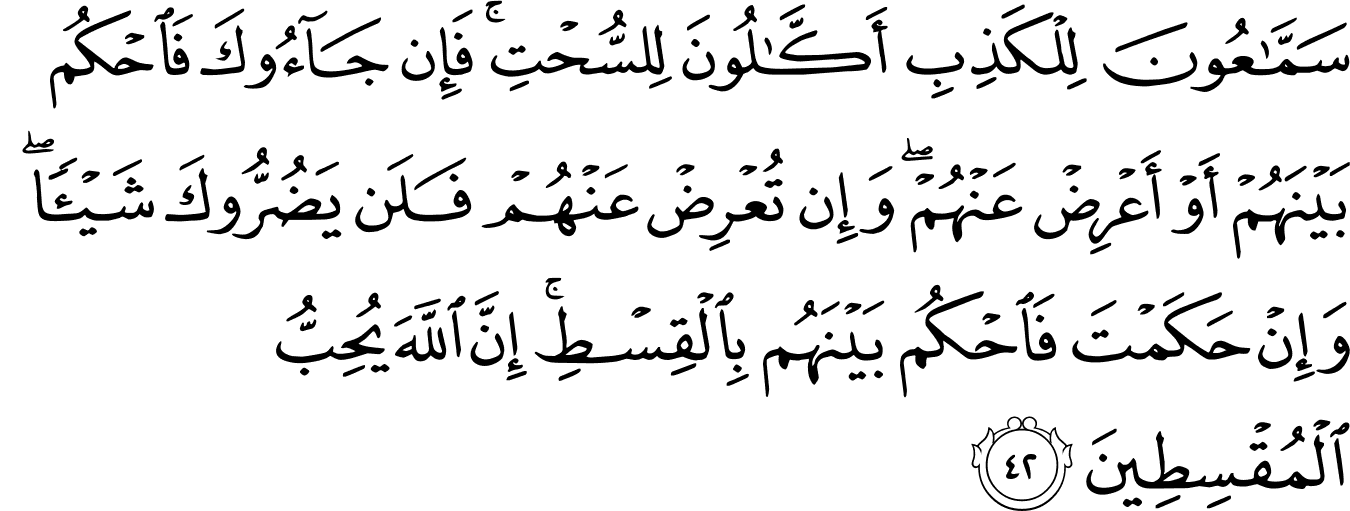 سَمَّـٰعُونَ لِلْكَذِبِ أَكَّـٰلُونَ لِلسُّحْتِ ۚ فَإِن جَآءُوكَ فَٱحْكُم
بَيْنَهُمْ أَوْ أَعْرِضْ عَنْهُمْ ۖ وَإِن تُعْرِضْ عَنْهُمْ فَلَن يَضُرُّوكَ شَيْـًٔا ۖ
وَإِنْ حَكَمْتَ فَٱحْكُم بَيْنَهُم بِٱلْقِسْطِ ۚ إِنَّ ٱللَّهَ يُحِبُّ
ٱلْمُقْسِطِينَ ٤٢